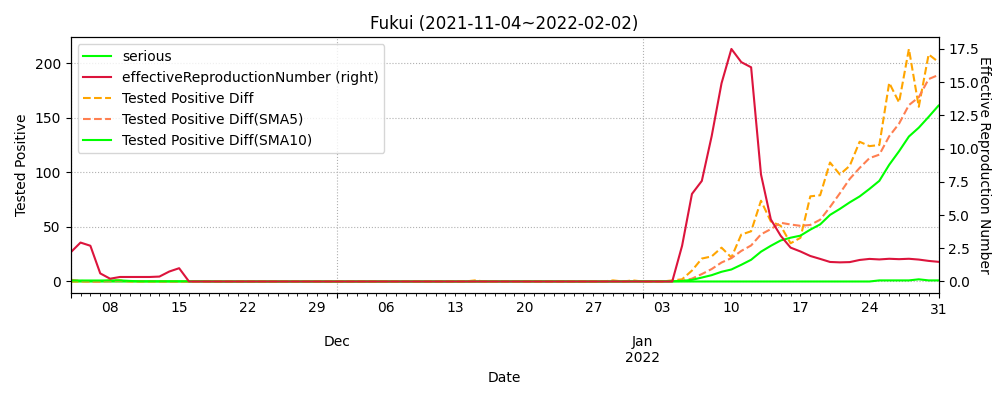 Fukui (2021-11-04~2022-02-02)
serious
effectiveReproductionNumber (right)
Tested Positive Diff
Tested Positive Diff(SMA5)
Tested Positive Diff(SMA10)
Tested Positive
200
150
100
50
0
17.5
15.0
12.5
10.0
7.5
5.0
2.5
0.0
Effective Reproduction Number
08 15 22 29 06 13 20 27 03 10 17 24 31
Dec Jan
2022
Date